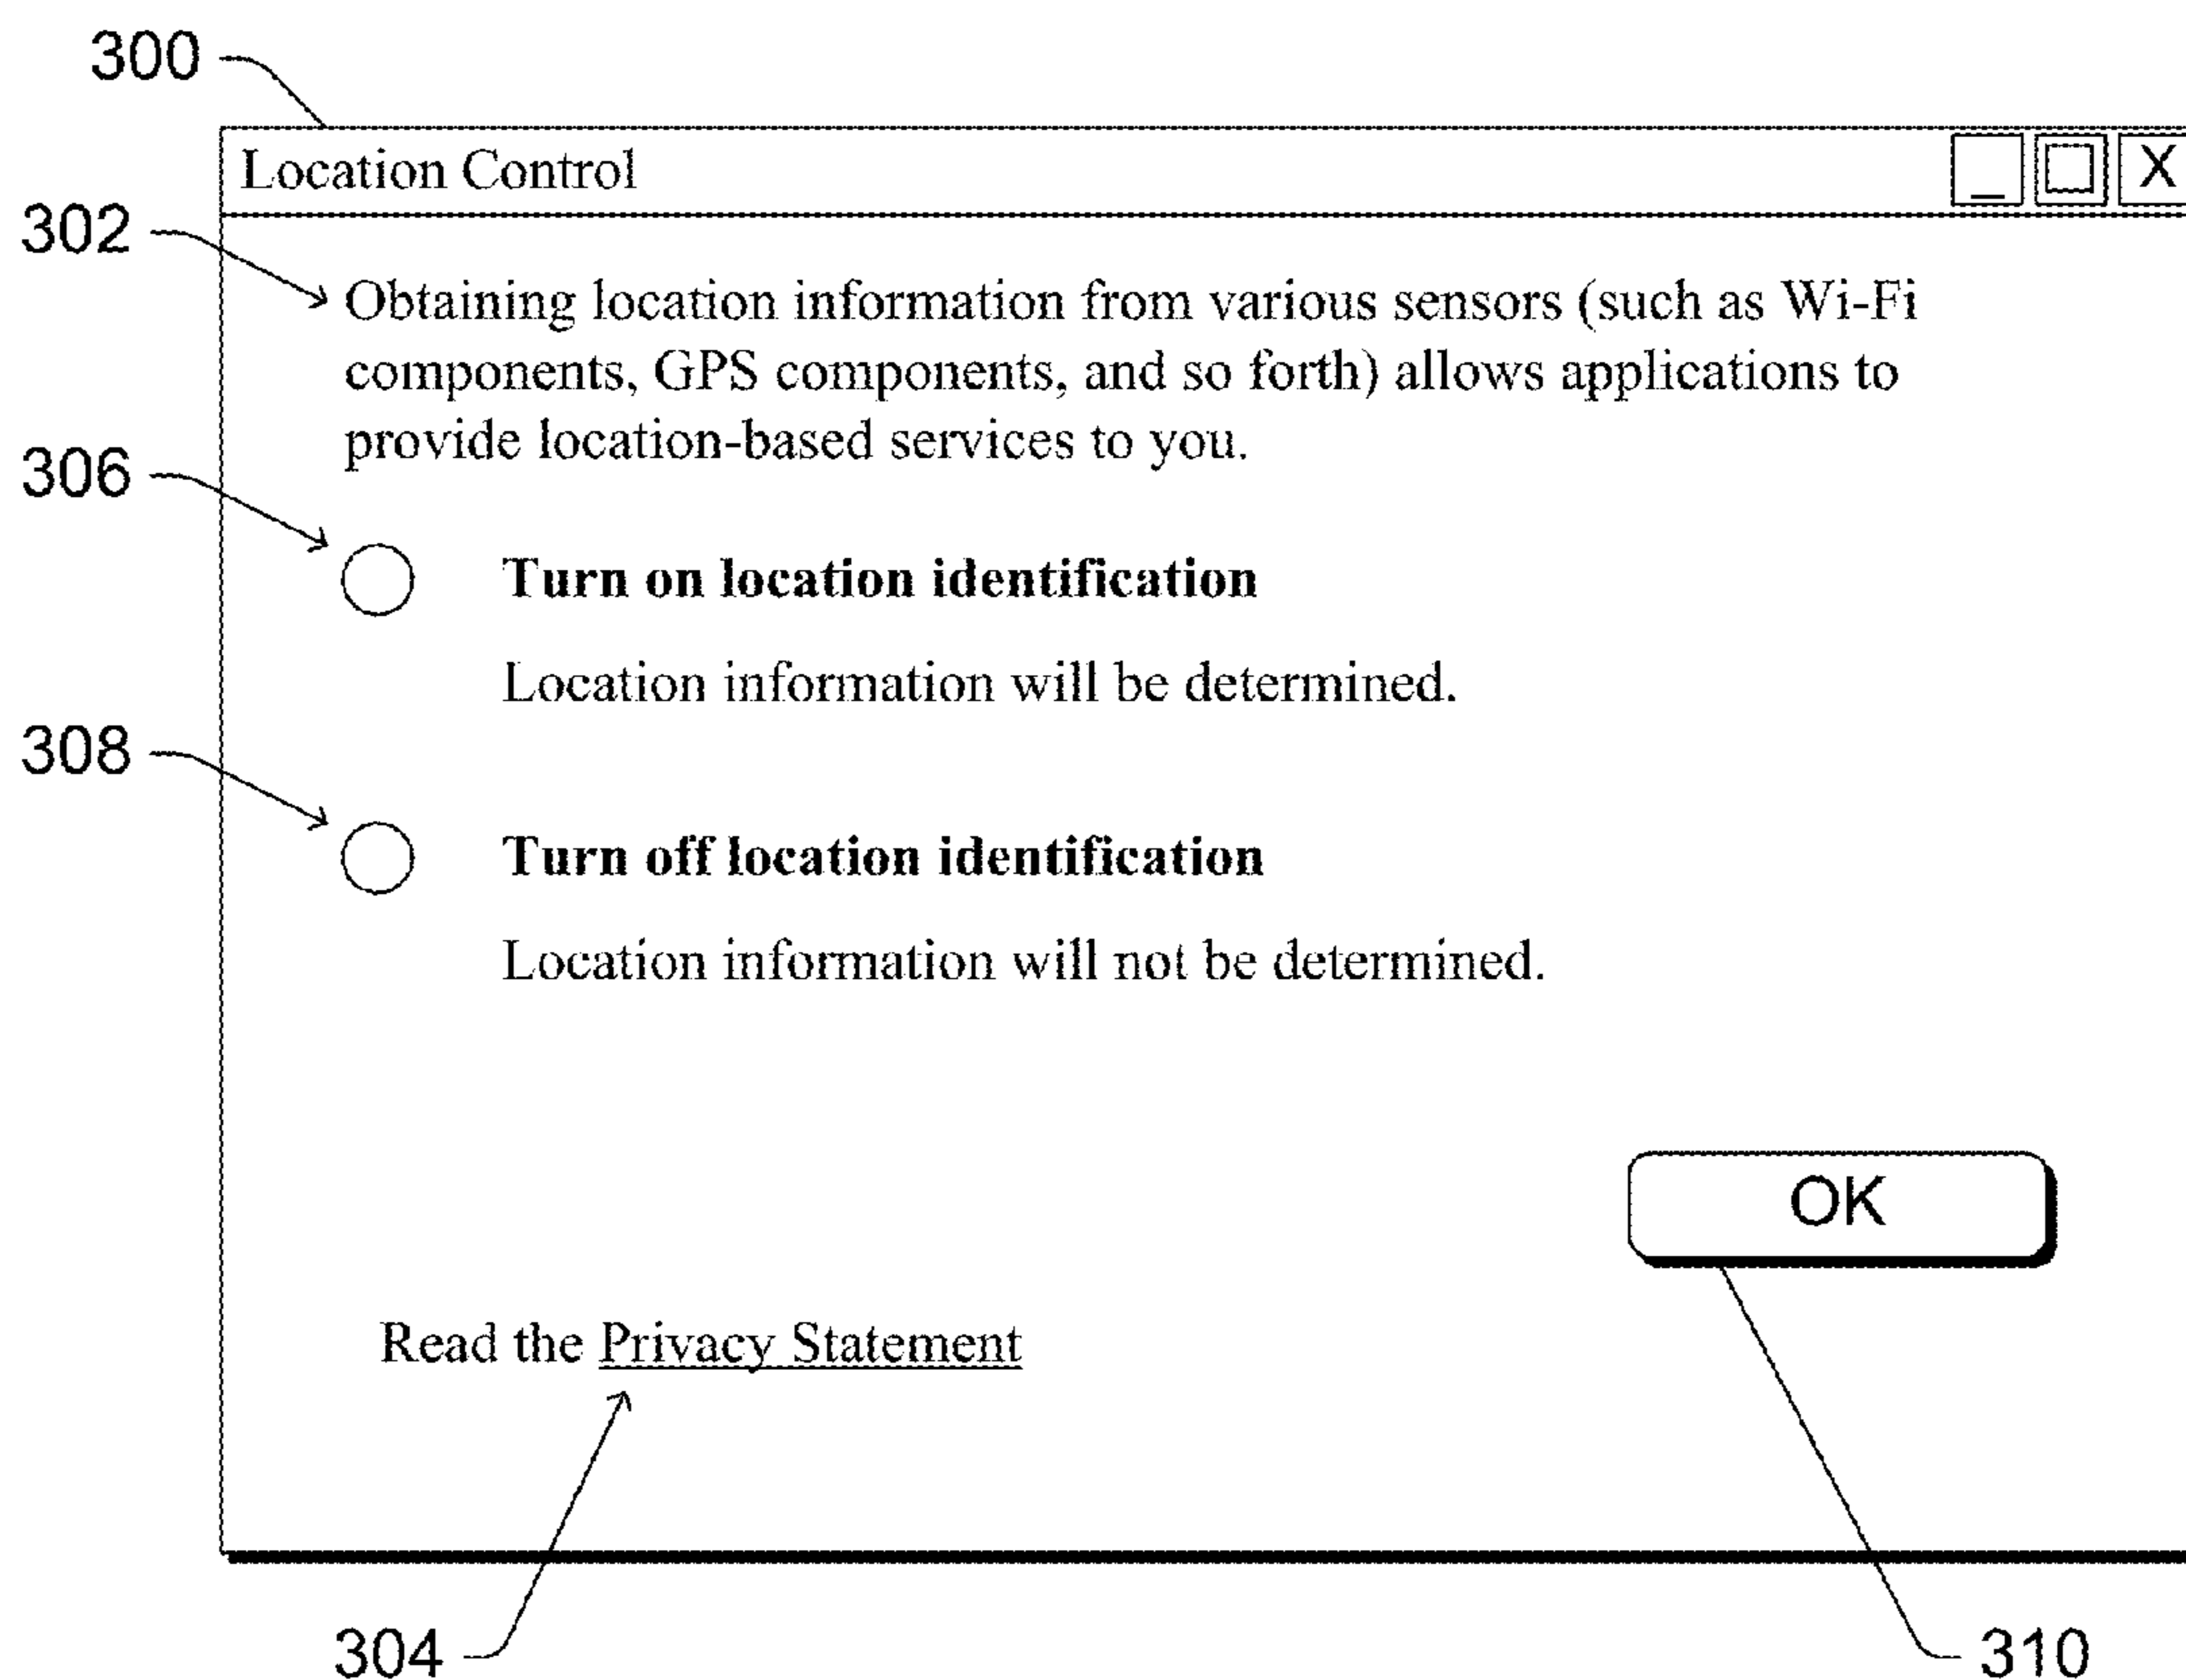 300
Location Control
_ X
302
Obtaining location information from various sensors (such as Wi-Fi
components, GPS components, and so forth) allows applications to
provide location-based services to you.
306
Turn on location identification
Location information will be determined.
308
Turn off location identification
Location information will not be determined.
OK
Read the Privacy Statement
304
310